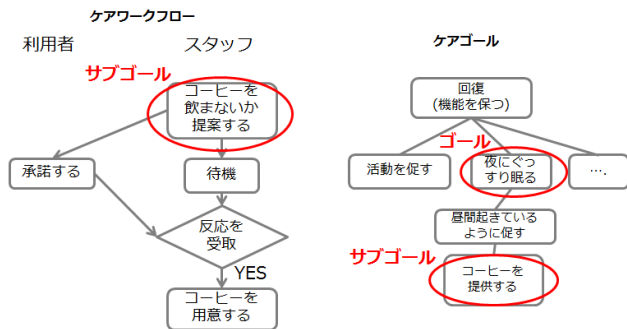 ケアワークフロー
利用者
スタッフ
サブゴール
コーヒーを
飲まないか
提案する
承諾する
待機
反応を
受取
YES
コーヒーを
用意する
ケアゴール
回復
(機能を保つ)
ゴール
活動を促す
夜にぐっ
すり眠る
….
昼間起きている
ように促す
サブゴール
コーヒーを
提供する